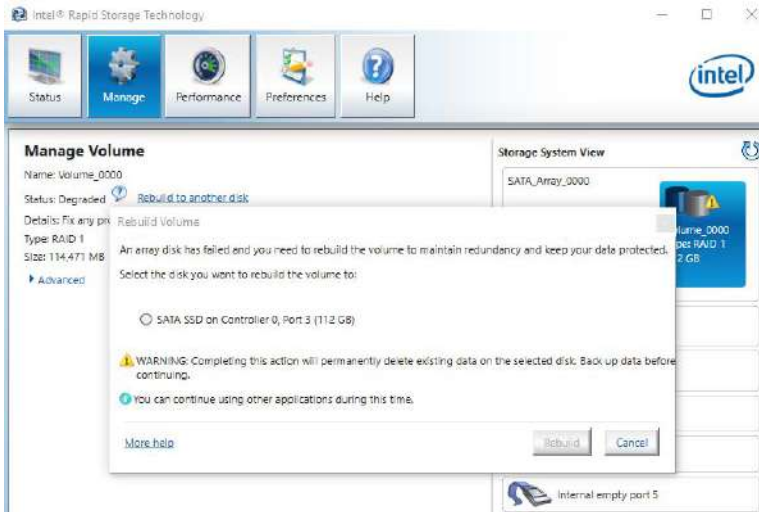 Intel® Rapid Storage Technology
Status
Manage
Performance
Preferences
Help
intel
Manage Volume
Name: Volume_0000
Status: Degraded
Rebuild to another disk
Details: Fix any pro
Type: RAID 1
Size: 114,471 MB
Advanced
Storage System View
SATA_Array_0000
lume_0000
pe: RAID 1
2 GB
Rebuild Volume
An array disk has failed and you need to rebuild the volume to maintain redundancy and keep your data protected.
Select the disk you want to rebuild the volume to:
SATA SSD on Controller 0, Port 3 (112 GB)
WARNING: Completing this action will permanently delete existing data on the selected disk. Back up data before
continuing.
You can continue using other applications during this time.
More help
Rebuild
Cancel
Internal empty port 5